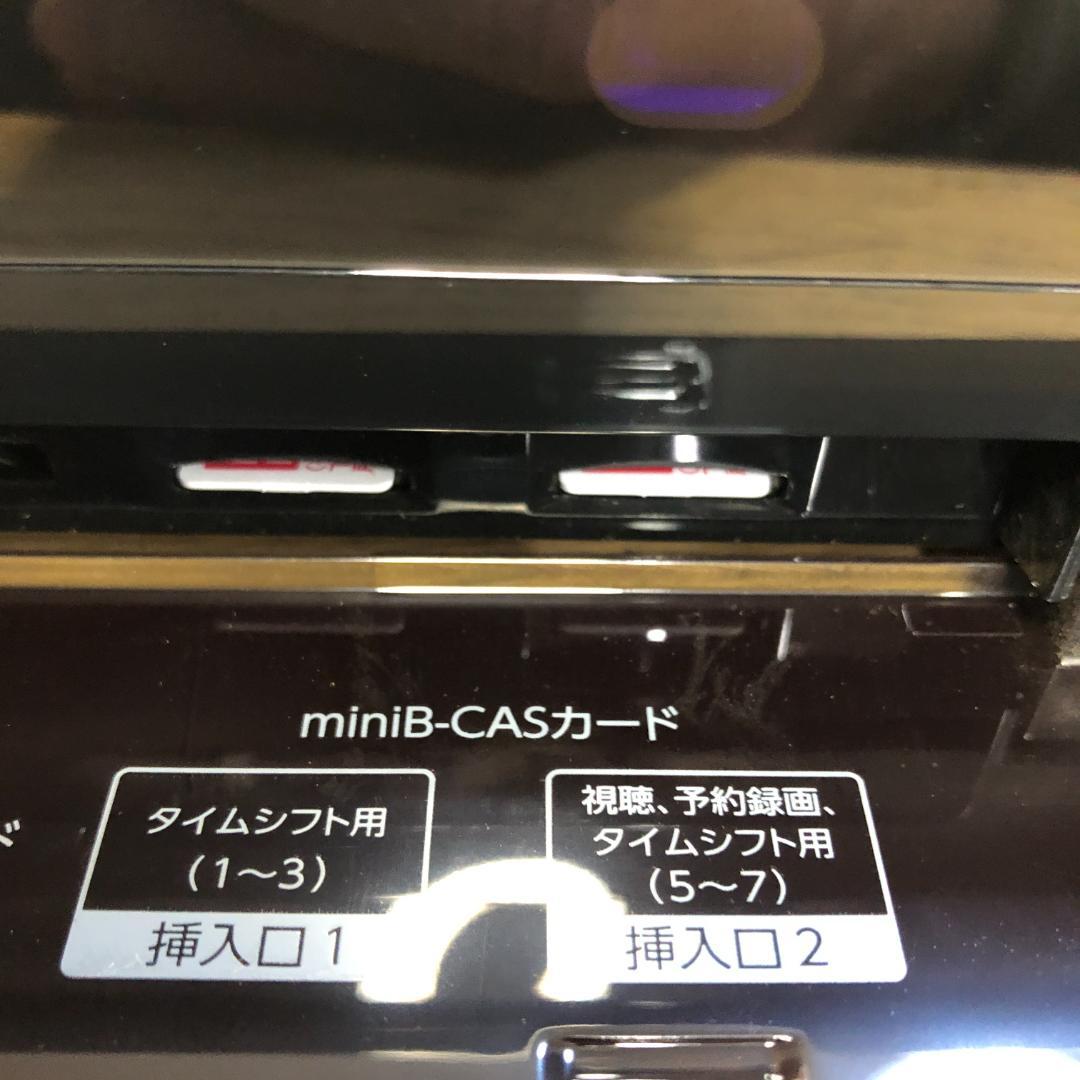 miniB-CASカード
ド
タイムシフト用
(1〜3)
挿入口 1
視聴、予約録画、
タイムシフト用
(5〜7)
挿入口 2